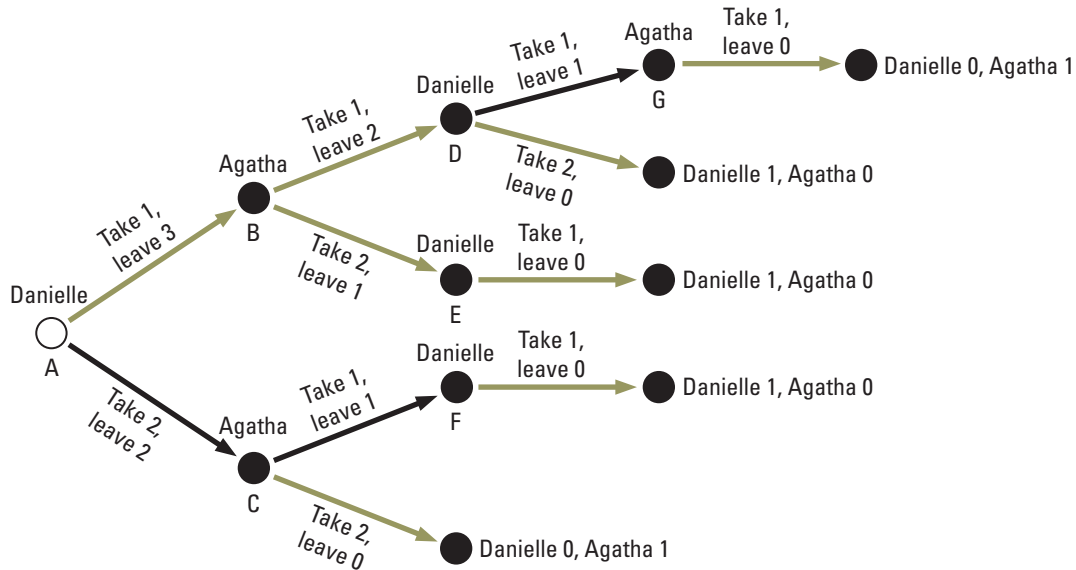 Agatha
Take 1,
leave 0
Take 1,
leave 1
Danielle 0, Agatha 1
G
Danielle
Take 1,
leave 2
D
Take 2,
leave 0
Danielle 1, Agatha 0
Agatha
B
Take 1,
leave 3
Take 2,
leave 1
Danielle
Take 1,
leave 0
Danielle 1, Agatha 0
E
Danielle
A
Take 2,
leave 2
Agatha
C
Take 1,
leave 1
Danielle
Take 1,
leave 0
Danielle 1, Agatha 0
F
Take 2,
leave 0
Danielle 0, Agatha 1